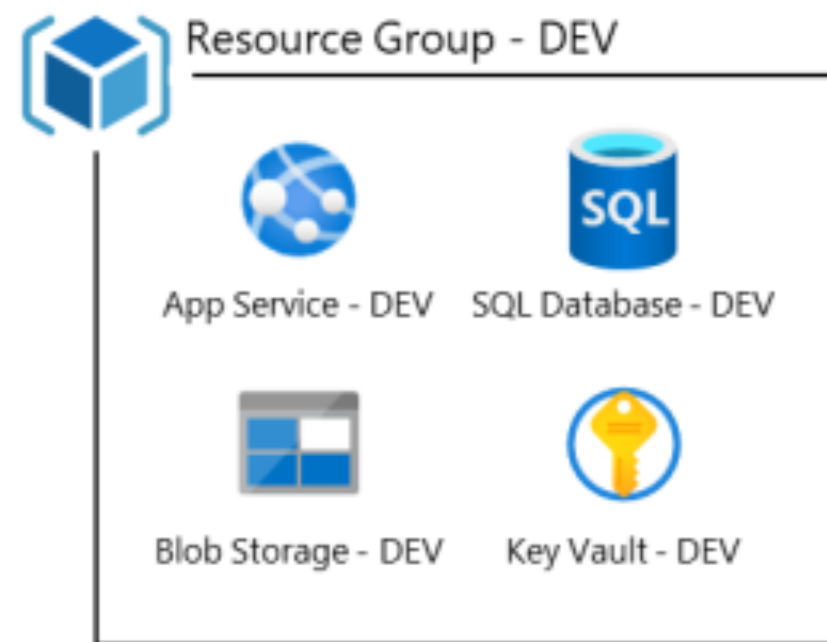 Resource Group - DEV
SQL
App Service - DEV
SQL Database - DEV
Blob Storage - DEV
Key Vault - DEV